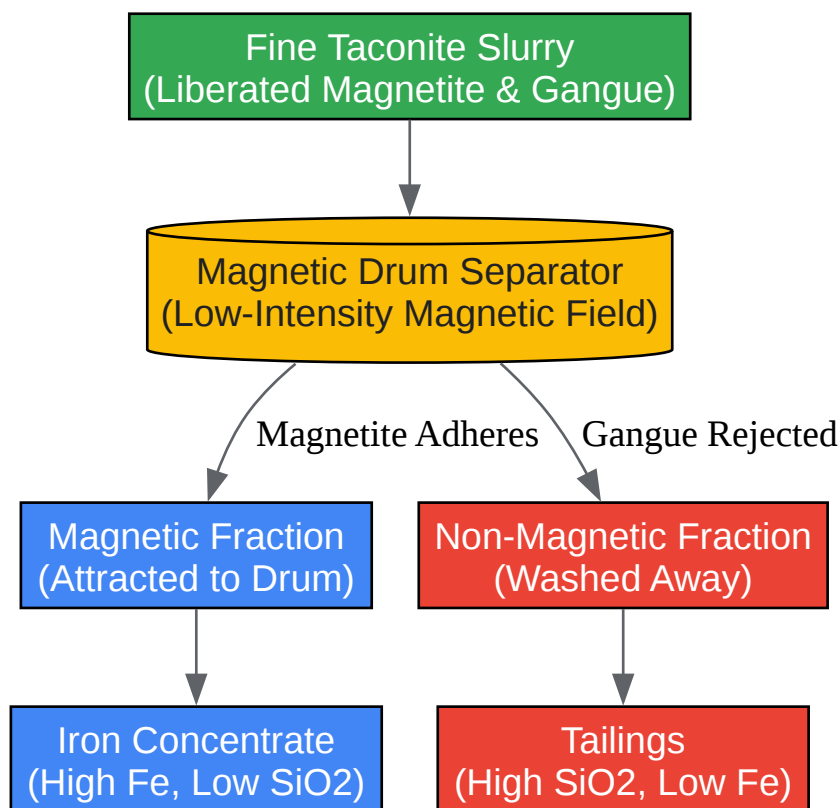 Fine Taconite Slurry
(Liberated Magnetite & Gangue)
Magnetic Drum Separator
(Low-Intensity Magnetic Field)
Magnetite Adheres
Gangue Rejected
Magnetic Fraction
(Attracted to Drum)
Non-Magnetic Fraction
(Washed Away)
Iron Concentrate
(High Fe, Low SiO2)
Tailings
(High SiO2, Low Fe)